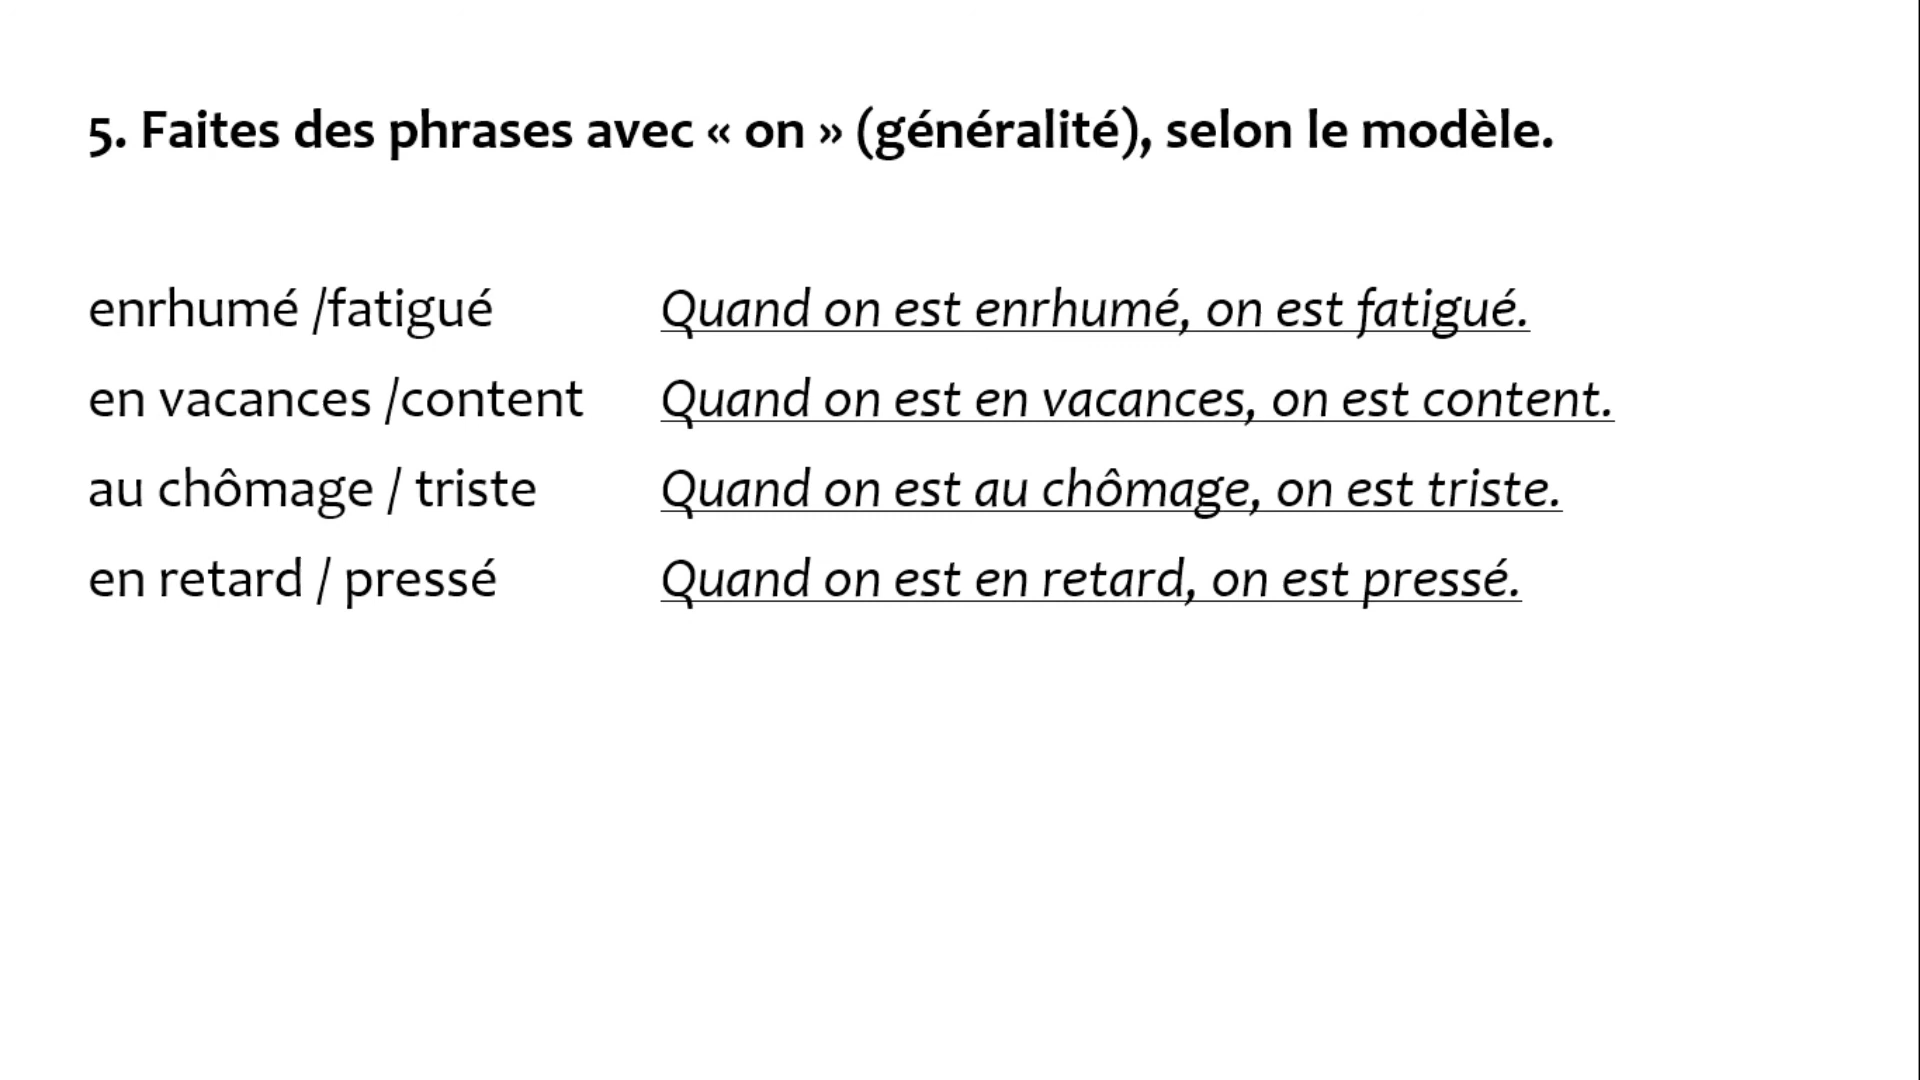 5. Faites des phrases avec « on » (généralité), selon le modèle.
enrhumé /fatigué Quand on est enrhumé, on est fatigué.
en vacances /content Quand on est en vacances, on est content.
au chômage / triste Quand on est au chômage, on est triste.
en retard / pressé Quand on est en retard, on est pressé.